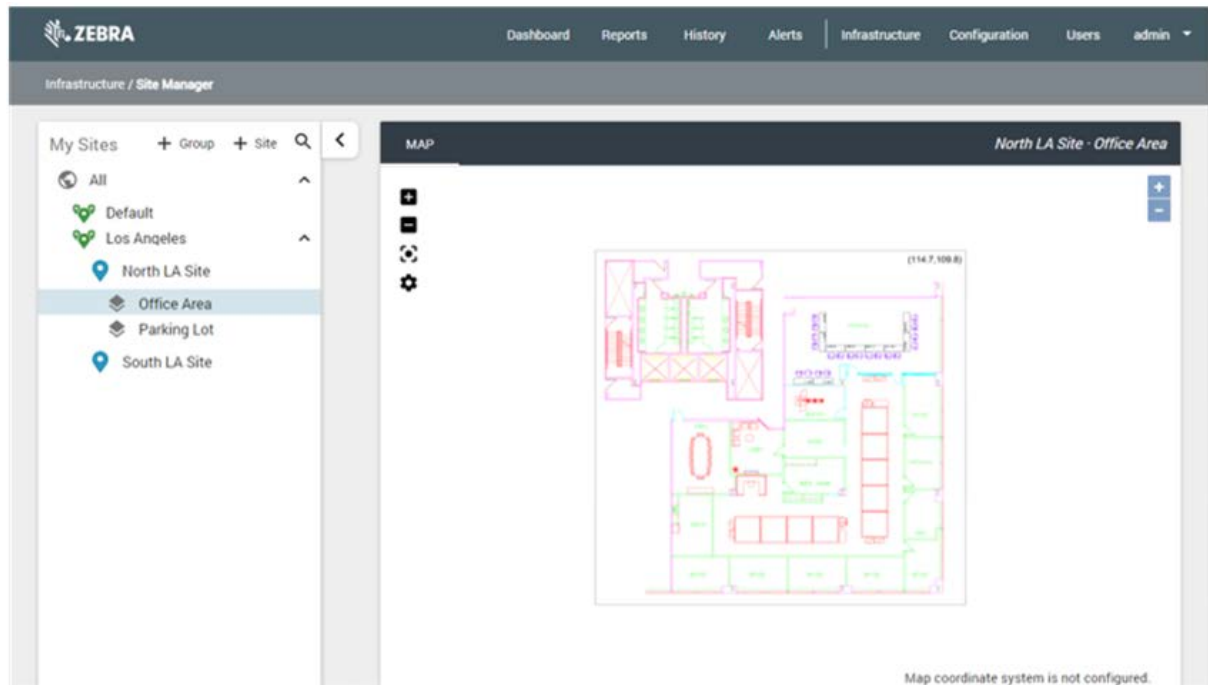 ZEBRA
Dashboard Reports History Alerts Infrastructure Configuration Users admin
Infrastructure / Site Manager
My Sites + Group + Site
All
Default
Los Angeles
North LA Site
Office Area
Parking Lot
South LA Site
MAP North LA Site - Office Area
(114.7,109.8)
Map coordinate system is not configured.